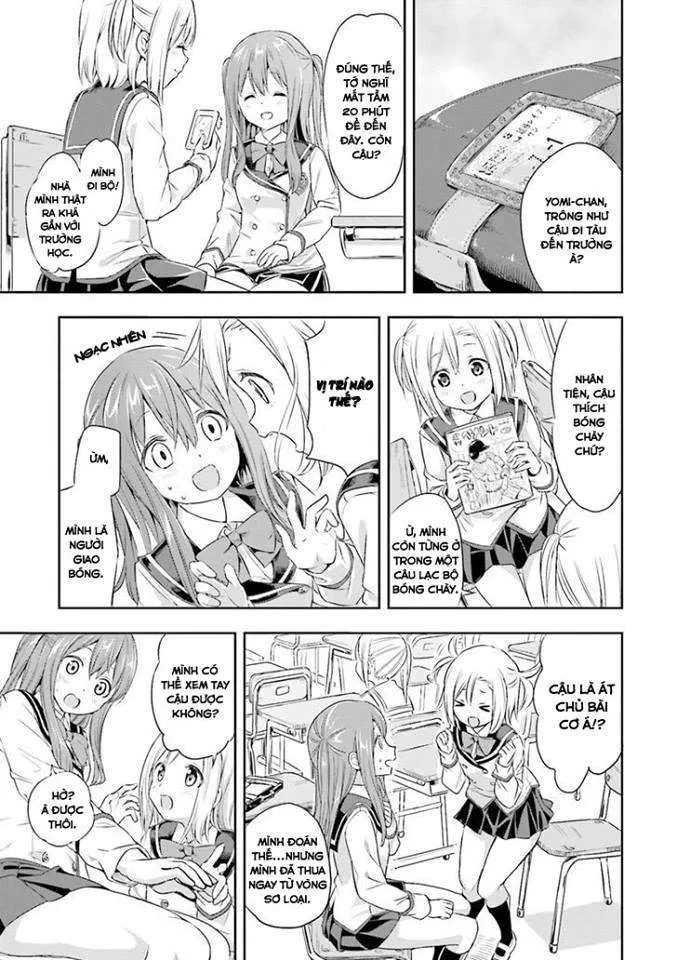 YOMI-CHAN,
TRÔNG NHƯ
CẬU ĐI TÀU
ĐẾN TRƯỜNG
À?
ĐÚNG THẾ,
TỚ NGHĨ
MẤT TẦM
20 PHÚT
ĐỂ ĐẾN
ĐÂY. CÒN
CẬU?
MÌNH
ĐI BỘ!
NHÀ
MÌNH THẬT
RA KHÁ
GẦN VỚI
TRƯỜNG
HỌC.
NHÂN
TIỆN, CẬU
THÍCH
BÓNG CHÀY
CHỨ?
Ừ, MÌNH
CÒN TỪNG Ở
TRONG MỘT
CÂU LẠC BỘ
BÓNG CHÀY.
NGẠC NHIÊN
VỊ TRÍ NÀO
THẾ?
ỪM,
MÌNH LÀ
NGƯỜI
GIAO
BÓNG.
CẬU LÀ ÁT
CHỦ BÀI
CƠ Á!?
MÌNH ĐOÁN
THẾ...NHƯNG
MÌNH ĐÃ THUA
NGAY TỪ VÒNG
SƠ LOẠI.
MÌNH CÓ
THỂ XEM TAY
CẬU ĐƯỢC
KHÔNG?
HỞ?
À ĐƯỢC
THÔI.